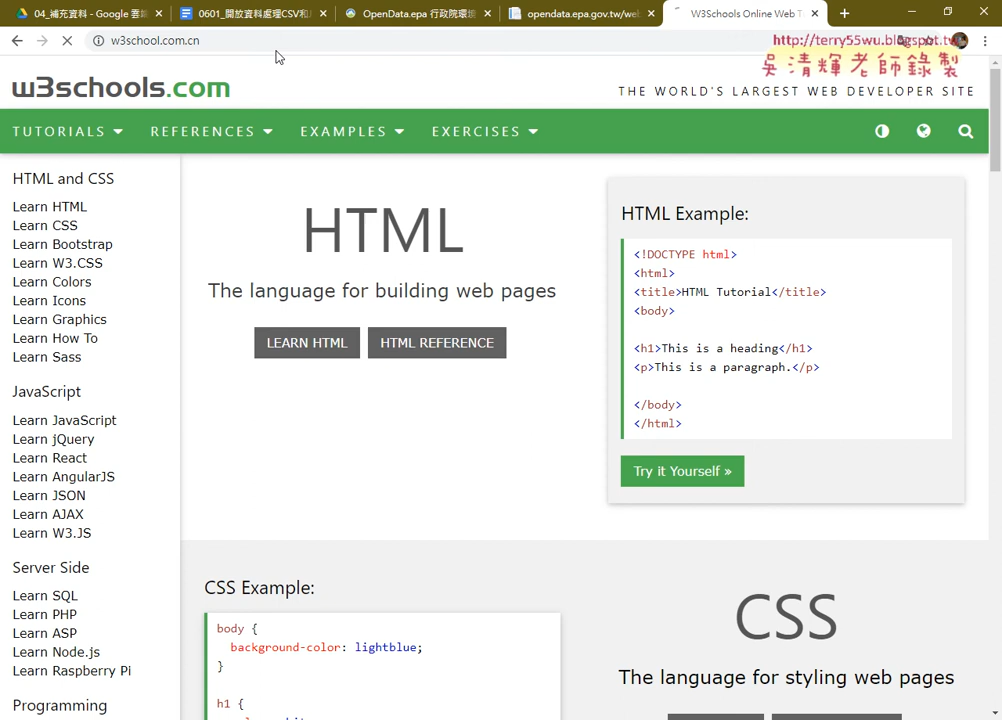 04_補充資料 - Google 雲端
0601_開放資料處理CSV和J
OpenData.epa 行政院環境
opendata.epa.gov.tw/web
W3Schools Online Web T
w3school.com.cn
http://terry55wu.blogspot.tw
吳清輝老師錄製
w3schools.com
THE WORLD'S LARGEST WEB DEVELOPER SITE
TUTORIALS REFERENCES EXAMPLES EXERCISES
HTML and CSS
Learn HTML
Learn CSS
Learn Bootstrap
Learn W3.CSS
Learn Colors
Learn Icons
Learn Graphics
Learn How To
Learn Sass
JavaScript
Learn JavaScript
Learn jQuery
Learn React
Learn AngularJS
Learn JSON
Learn AJAX
Learn W3.JS
Server Side
Learn SQL
Learn PHP
Learn ASP
Learn Node.js
Learn Raspberry Pi
Programming
HTML
The language for building web pages
LEARN HTML HTML REFERENCE
HTML Example:
<!DOCTYPE html>
<html>
<title>HTML Tutorial</title>
<body>
<h1>This is a heading</h1>
<p>This is a paragraph.</p>
</body>
</html>
Try it Yourself »
CSS Example:
body {
background-color: lightblue;
}
h1 {
CSS
The language for styling web pages